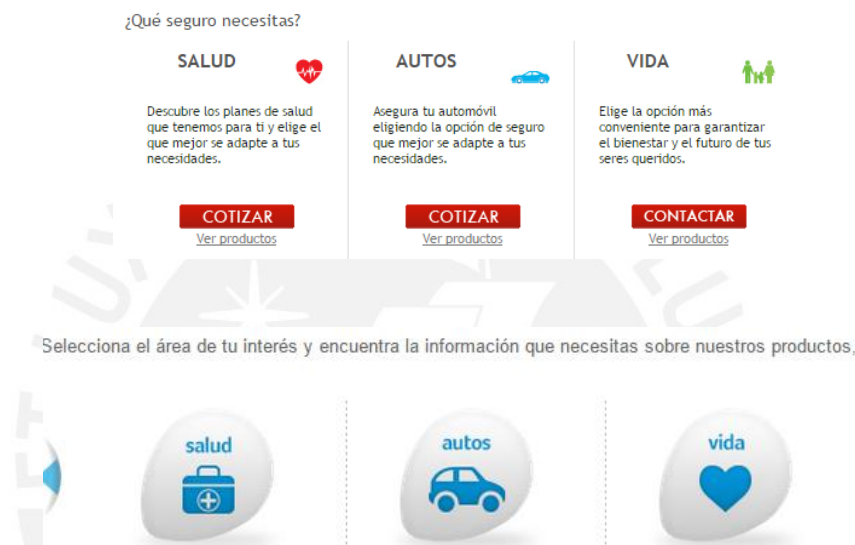 ¿Qué seguro necesitas?
SALUD
Descubre los planes de salud
que tenemos para ti y elige el
que mejor se adapte a tus
necesidades.
COTIZAR
Ver productos
AUTOS
Asegura tu automóvil
eligiendo la opción de seguro
que mejor se adapte a tus
necesidades.
COTIZAR
Ver productos
VIDA
Elige la opción más
conveniente para garantizar
el bienestar y el futuro de tus
seres queridos.
CONTACTAR
Ver productos
Selecciona el área de tu interés y encuentra la información que necesitas sobre nuestros productos,
salud
autos
vida